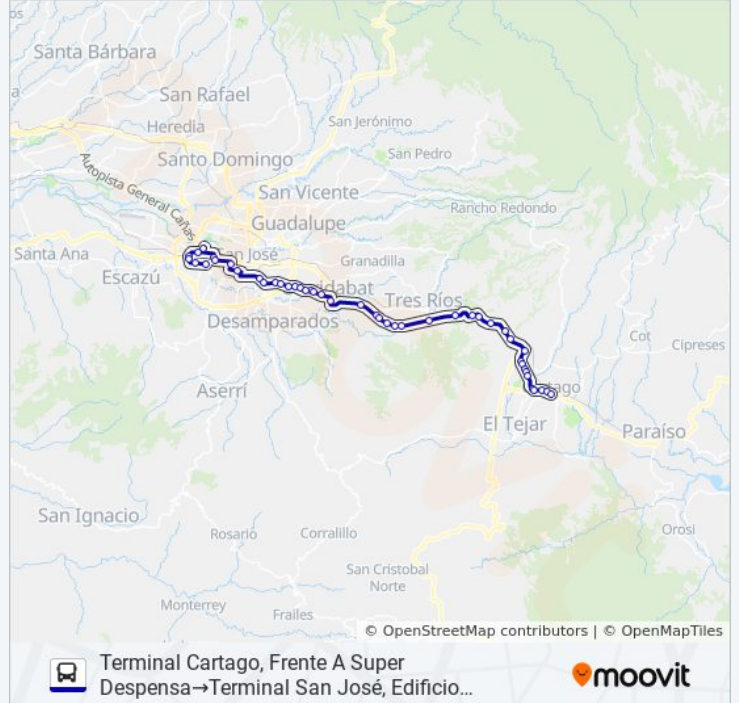 os
Santa Bárbara
a
San Rafael
Heredia
San Jerónimo
Santo Domingo
San Pedro
Autopista General Cañas
San Vicente
Rancho Redondo
Guadalupe
Santa Ana
San José
Granadilla
Escazú
idabat
Tres Ríos
Desamparados
Cot
Cipreses
Aserrí
tago
El Tejar
Paraíso
San Ignacio
Rosario
Corralillo
Orosi
San Cristobal
Norte
Monterrey
Frailes
© OpenStreetMap contributors | © OpenMapTiles
Terminal Cartago, Frente A Super
Despensa→Terminal San José, Edificio…
moovit